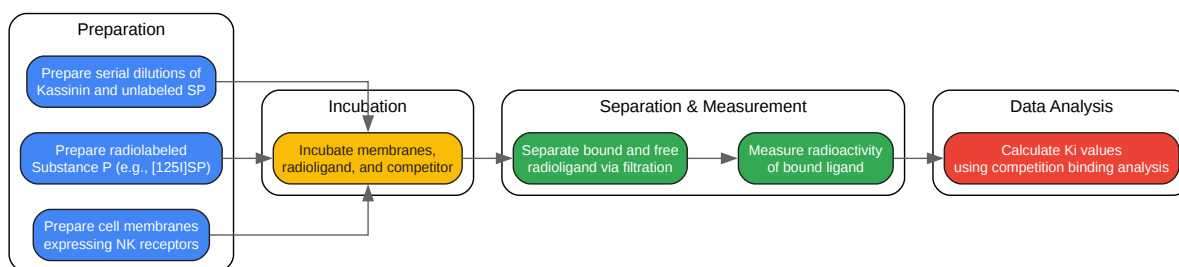 Preparation
Prepare serial dilutions of
Kassinin and unlabeled SP
Prepare radiolabeled
Substance P (e.g., [125I]SP)
Prepare cell membranes
expressing NK receptors
Incubation
Incubate membranes,
radioligand, and competitor
Separation & Measurement
Separate bound and free
radioligand via filtration
Measure radioactivity
of bound ligand
Data Analysis
Calculate Ki values
using competition binding analysis